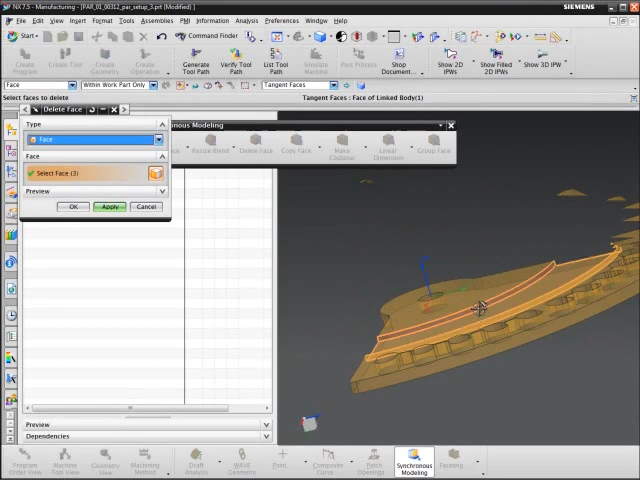 NX 7.5 - Manufacturing - [PAR_01_00312_par_setup_3.prt (Modified) ]
SIEMENS
File Edit View Insert Format Tools Assemblies PMI Information Analysis Preferences Window Help
Start
Command Finder
Create Program
Create Tool
Create Geometry
Create Operation
Generate Tool Path
Verify Tool Path
List Tool Path
Simulate Machine
Post Process
Shop Document...
Show 2D IPWs
Show Filled 2D IPWs
Show 3D IPW
Face
Within Work Part Only
Tangent Faces
Select faces to delete
Tangent Faces : Face of Linked Body(1)
Delete Face
Type
Face
Face
Select Face (3)
Preview
OK
Apply
Cancel
nous Modeling
ce
Resize Blend
Delete Face
Copy Face
Make Coplanar
Linear Dimension
Group Face
Preview
Dependencies
Program Order View
Machine Tool View
Geometry View
Machining Method
Draft Analysis
WAVE Geometry
Point
Composite Curve
Patch Openings
Synchronous Modeling
Faceting